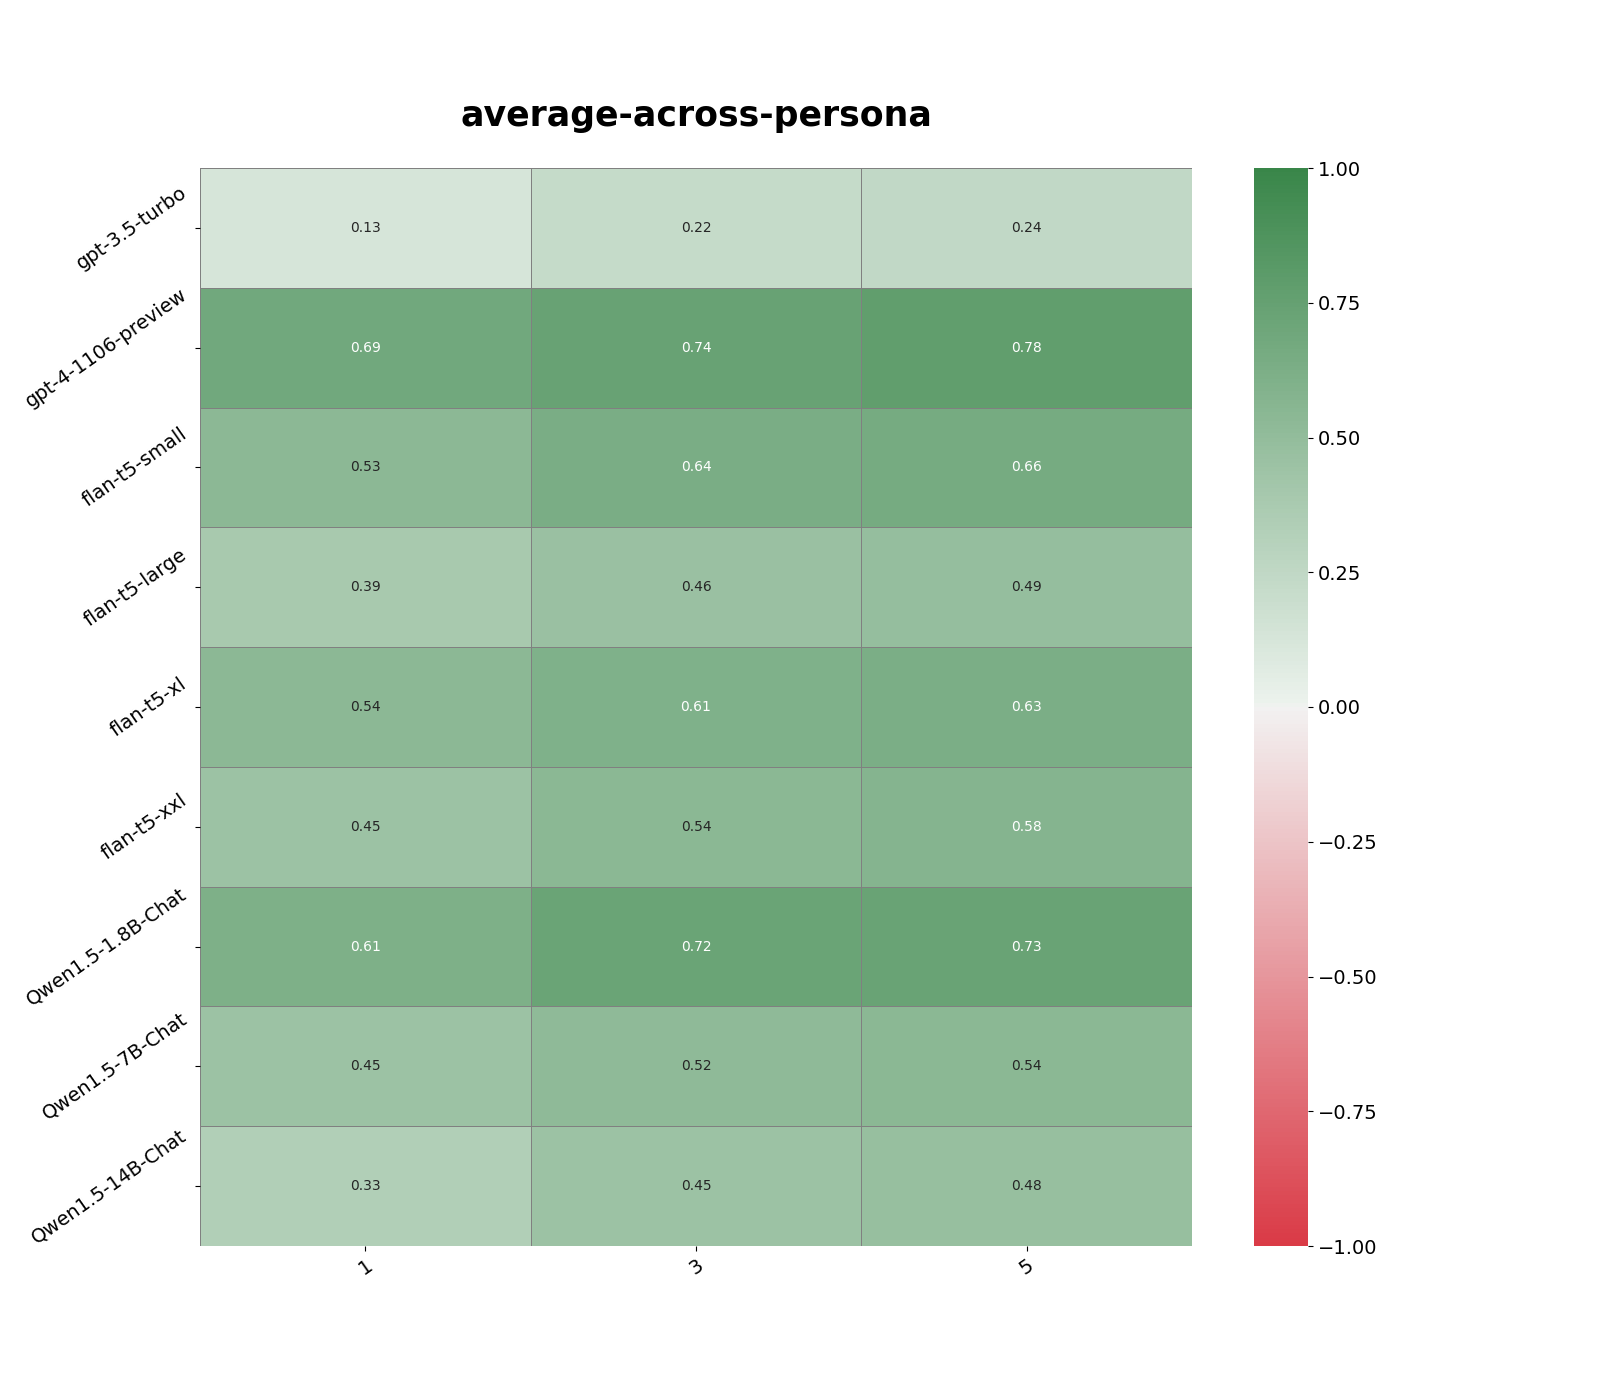 average-across-persona
gpt-3.5-turbo 0.13 0.22 0.24
gpt-4-1106-preview 0.69 0.74 0.78
flan-t5-small 0.53 0.64 0.66
flan-t5-large 0.39 0.46 0.49
flan-t5-xl 0.54 0.61 0.63
flan-t5-xxl 0.45 0.54 0.58
Qwen1.5-1.8B-Chat 0.61 0.72 0.73
Qwen1.5-7B-Chat 0.45 0.52 0.54
Qwen1.5-14B-Chat 0.33 0.45 0.48
1 3 5
1.00
0.75
0.50
0.25
0.00
−0.25
−0.50
−0.75
−1.00